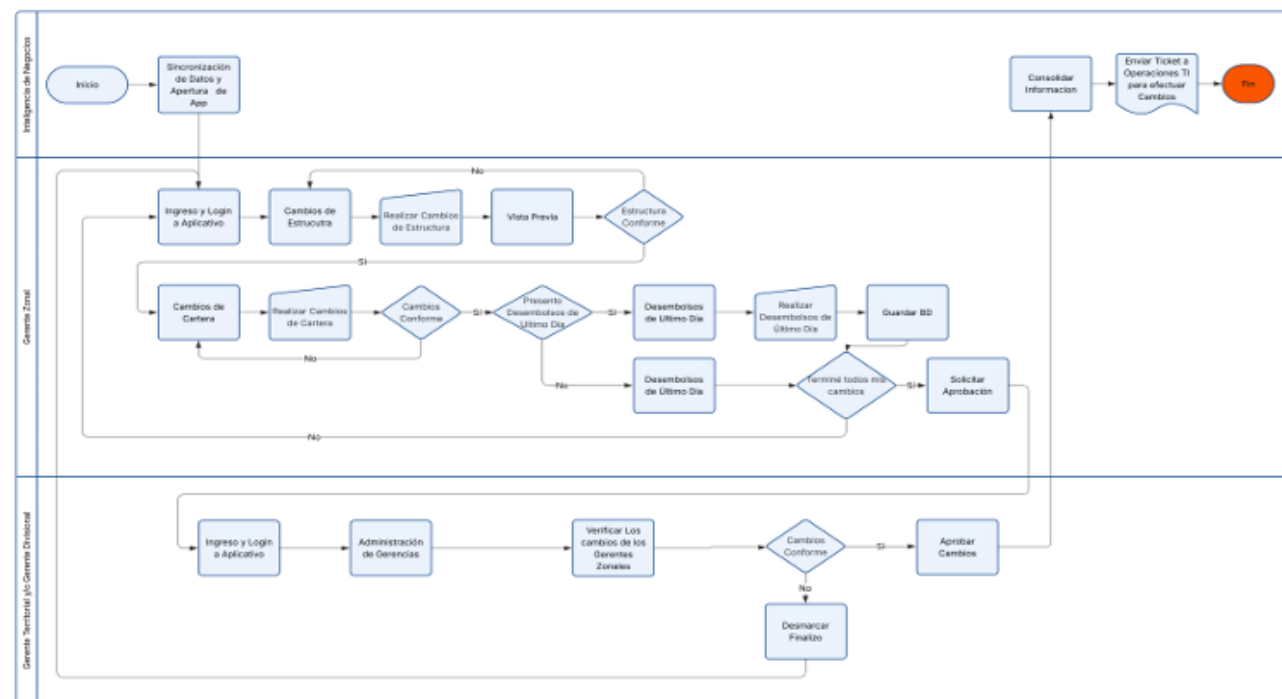 Inteligencia de Negocios
Inicio
Sincronización
de Datos y
Apertura de
App
Consolidar
Informacion
Enviar Ticket a
Operaciones TI
para efectuar
Cambios
Fin
Gerente Zonal
No
Ingreso y Login
a Aplicativo
Cambios de
Estrucutra
Realizar Cambios
de Estructura
Vista Previa
Estructura
Conforme
Si
Cambios de
Cartera
Realizar Cambios
de Cartera
Cambios
Conforme
Si
Presento
Desembolsos de
Ultimo Dia
Si
Desembolsos
de Ultimo Dia
Realizar
Desembolsos de
Último Día
Guardar BD
No
No
Desembolsos
de Último Día
Terminé todos mis
cambios
Si
Solicitar
Aprobación
No
Gerente Territorial y/o Gerente Divisional
Ingreso y Login
a Aplicativo
Administración
de Gerencias
Verificar Los
cambios de los
Gerentes
Zonales
Cambios
Conforme
Si
Aprobar
Cambios
No
Desmarcar
Finalizo